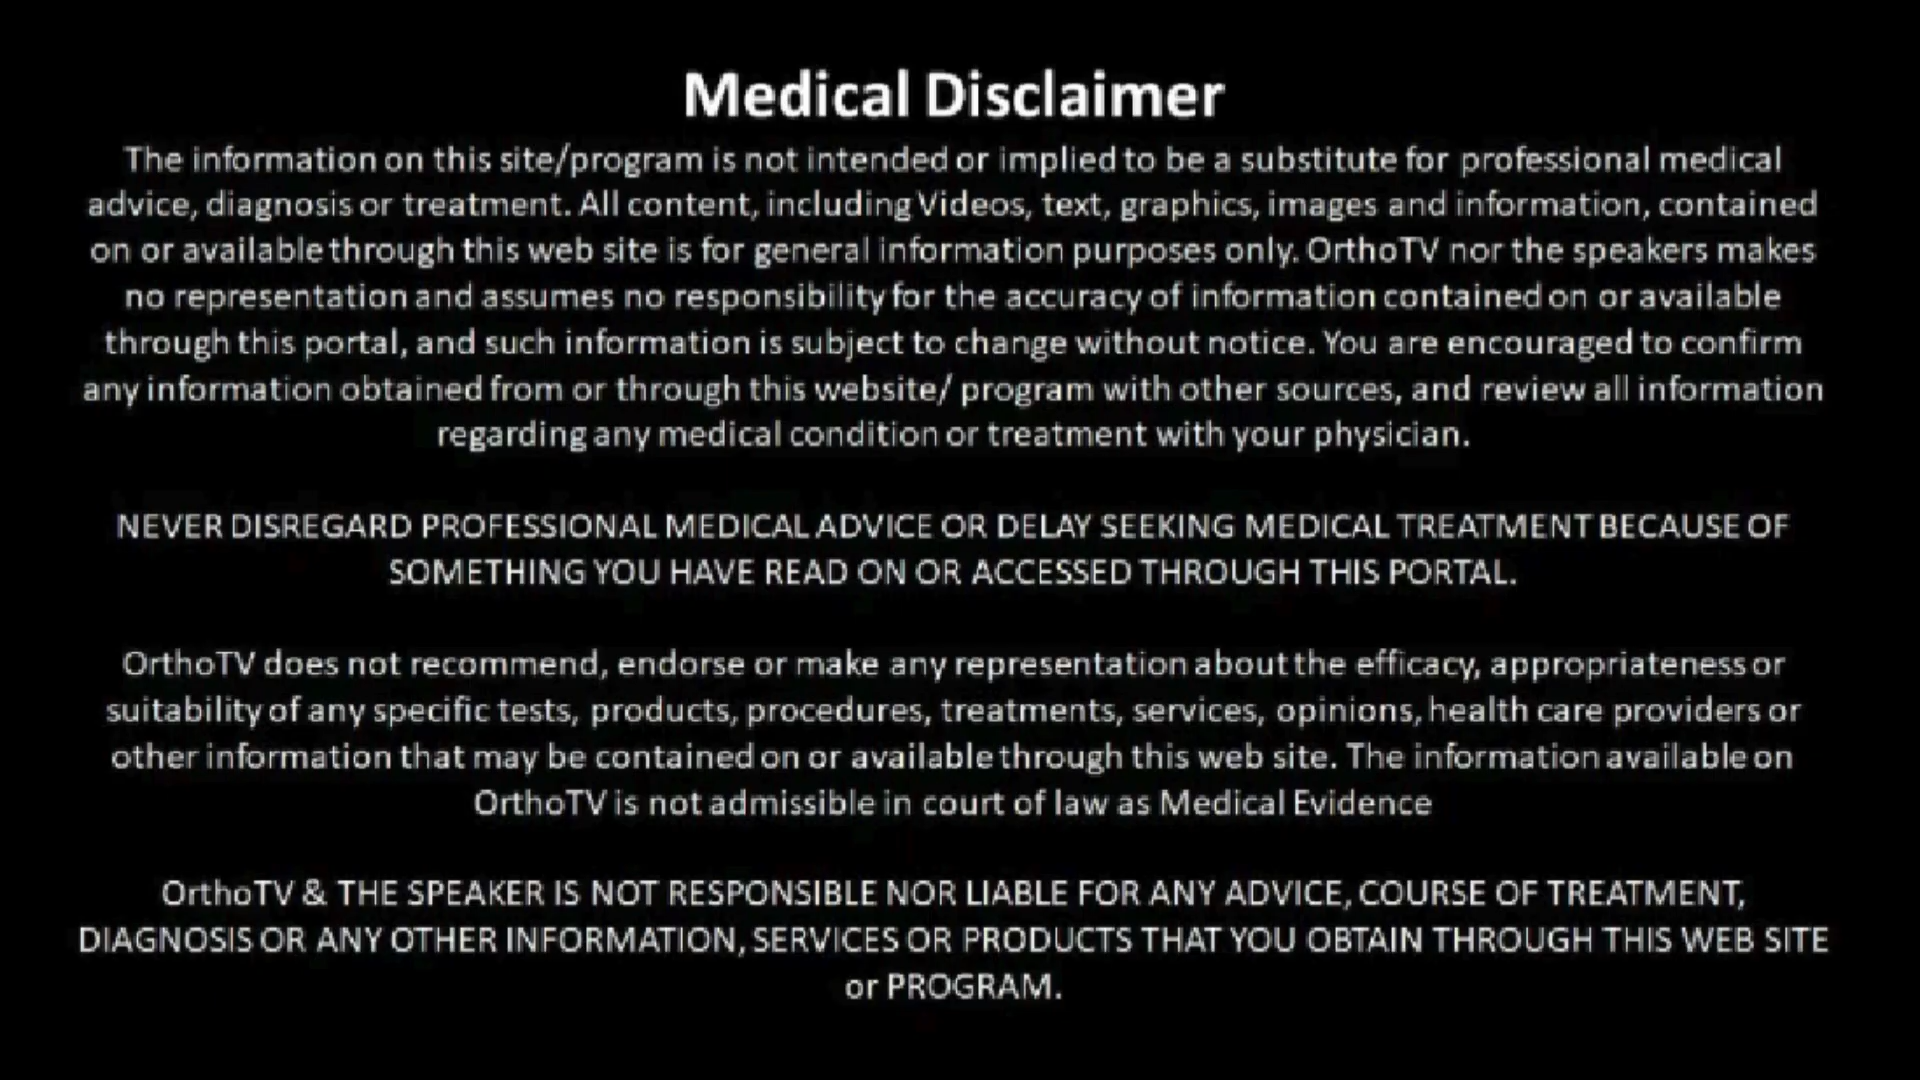 Medical Disclaimer
The information on this site/program is not intended or implied to be a substitute for professional medical
advice, diagnosis or treatment. All content, including Videos, text, graphics, images and information, contained
on or available through this web site is for general information purposes only. OrthoTV nor the speakers makes
no representation and assumes no responsibility for the accuracy of information contained on or available
through this portal, and such information is subject to change without notice. You are encouraged to confirm
any information obtained from or through this website/ program with other sources, and review all information
regarding any medical condition or treatment with your physician.
NEVER DISREGARD PROFESSIONAL MEDICAL ADVICE OR DELAY SEEKING MEDICAL TREATMENT BECAUSE OF
SOMETHING YOU HAVE READ ON OR ACCESSED THROUGH THIS PORTAL.
OrthoTV does not recommend, endorse or make any representation about the efficacy, appropriateness or
suitability of any specific tests, products, procedures, treatments, services, opinions, health care providers or
other information that may be contained on or available through this web site. The information available on
OrthoTV is not admissible in court of law as Medical Evidence
OrthoTV & THE SPEAKER IS NOT RESPONSIBLE NOR LIABLE FOR ANY ADVICE, COURSE OF TREATMENT,
DIAGNOSIS OR ANY OTHER INFORMATION, SERVICES OR PRODUCTS THAT YOU OBTAIN THROUGH THIS WEB SITE
or PROGRAM.